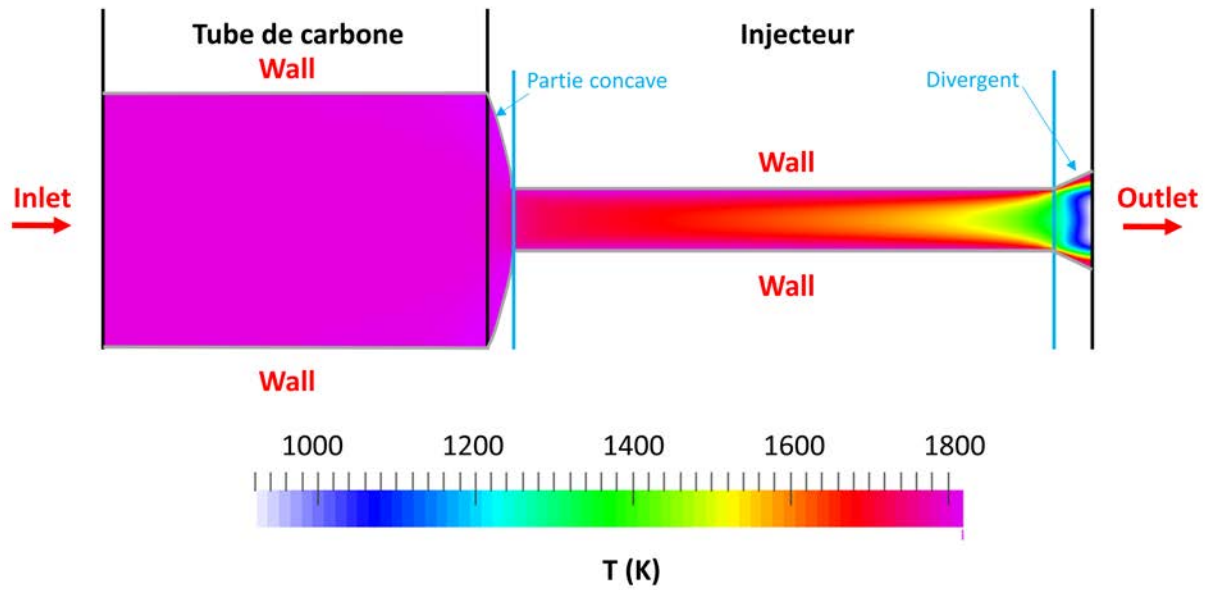 Tube de carbone
Injecteur
Wall
Partie concave
Divergent
Wall
Inlet
Outlet
Wall
Wall
1000 1200 1400 1600 1800
T (K)